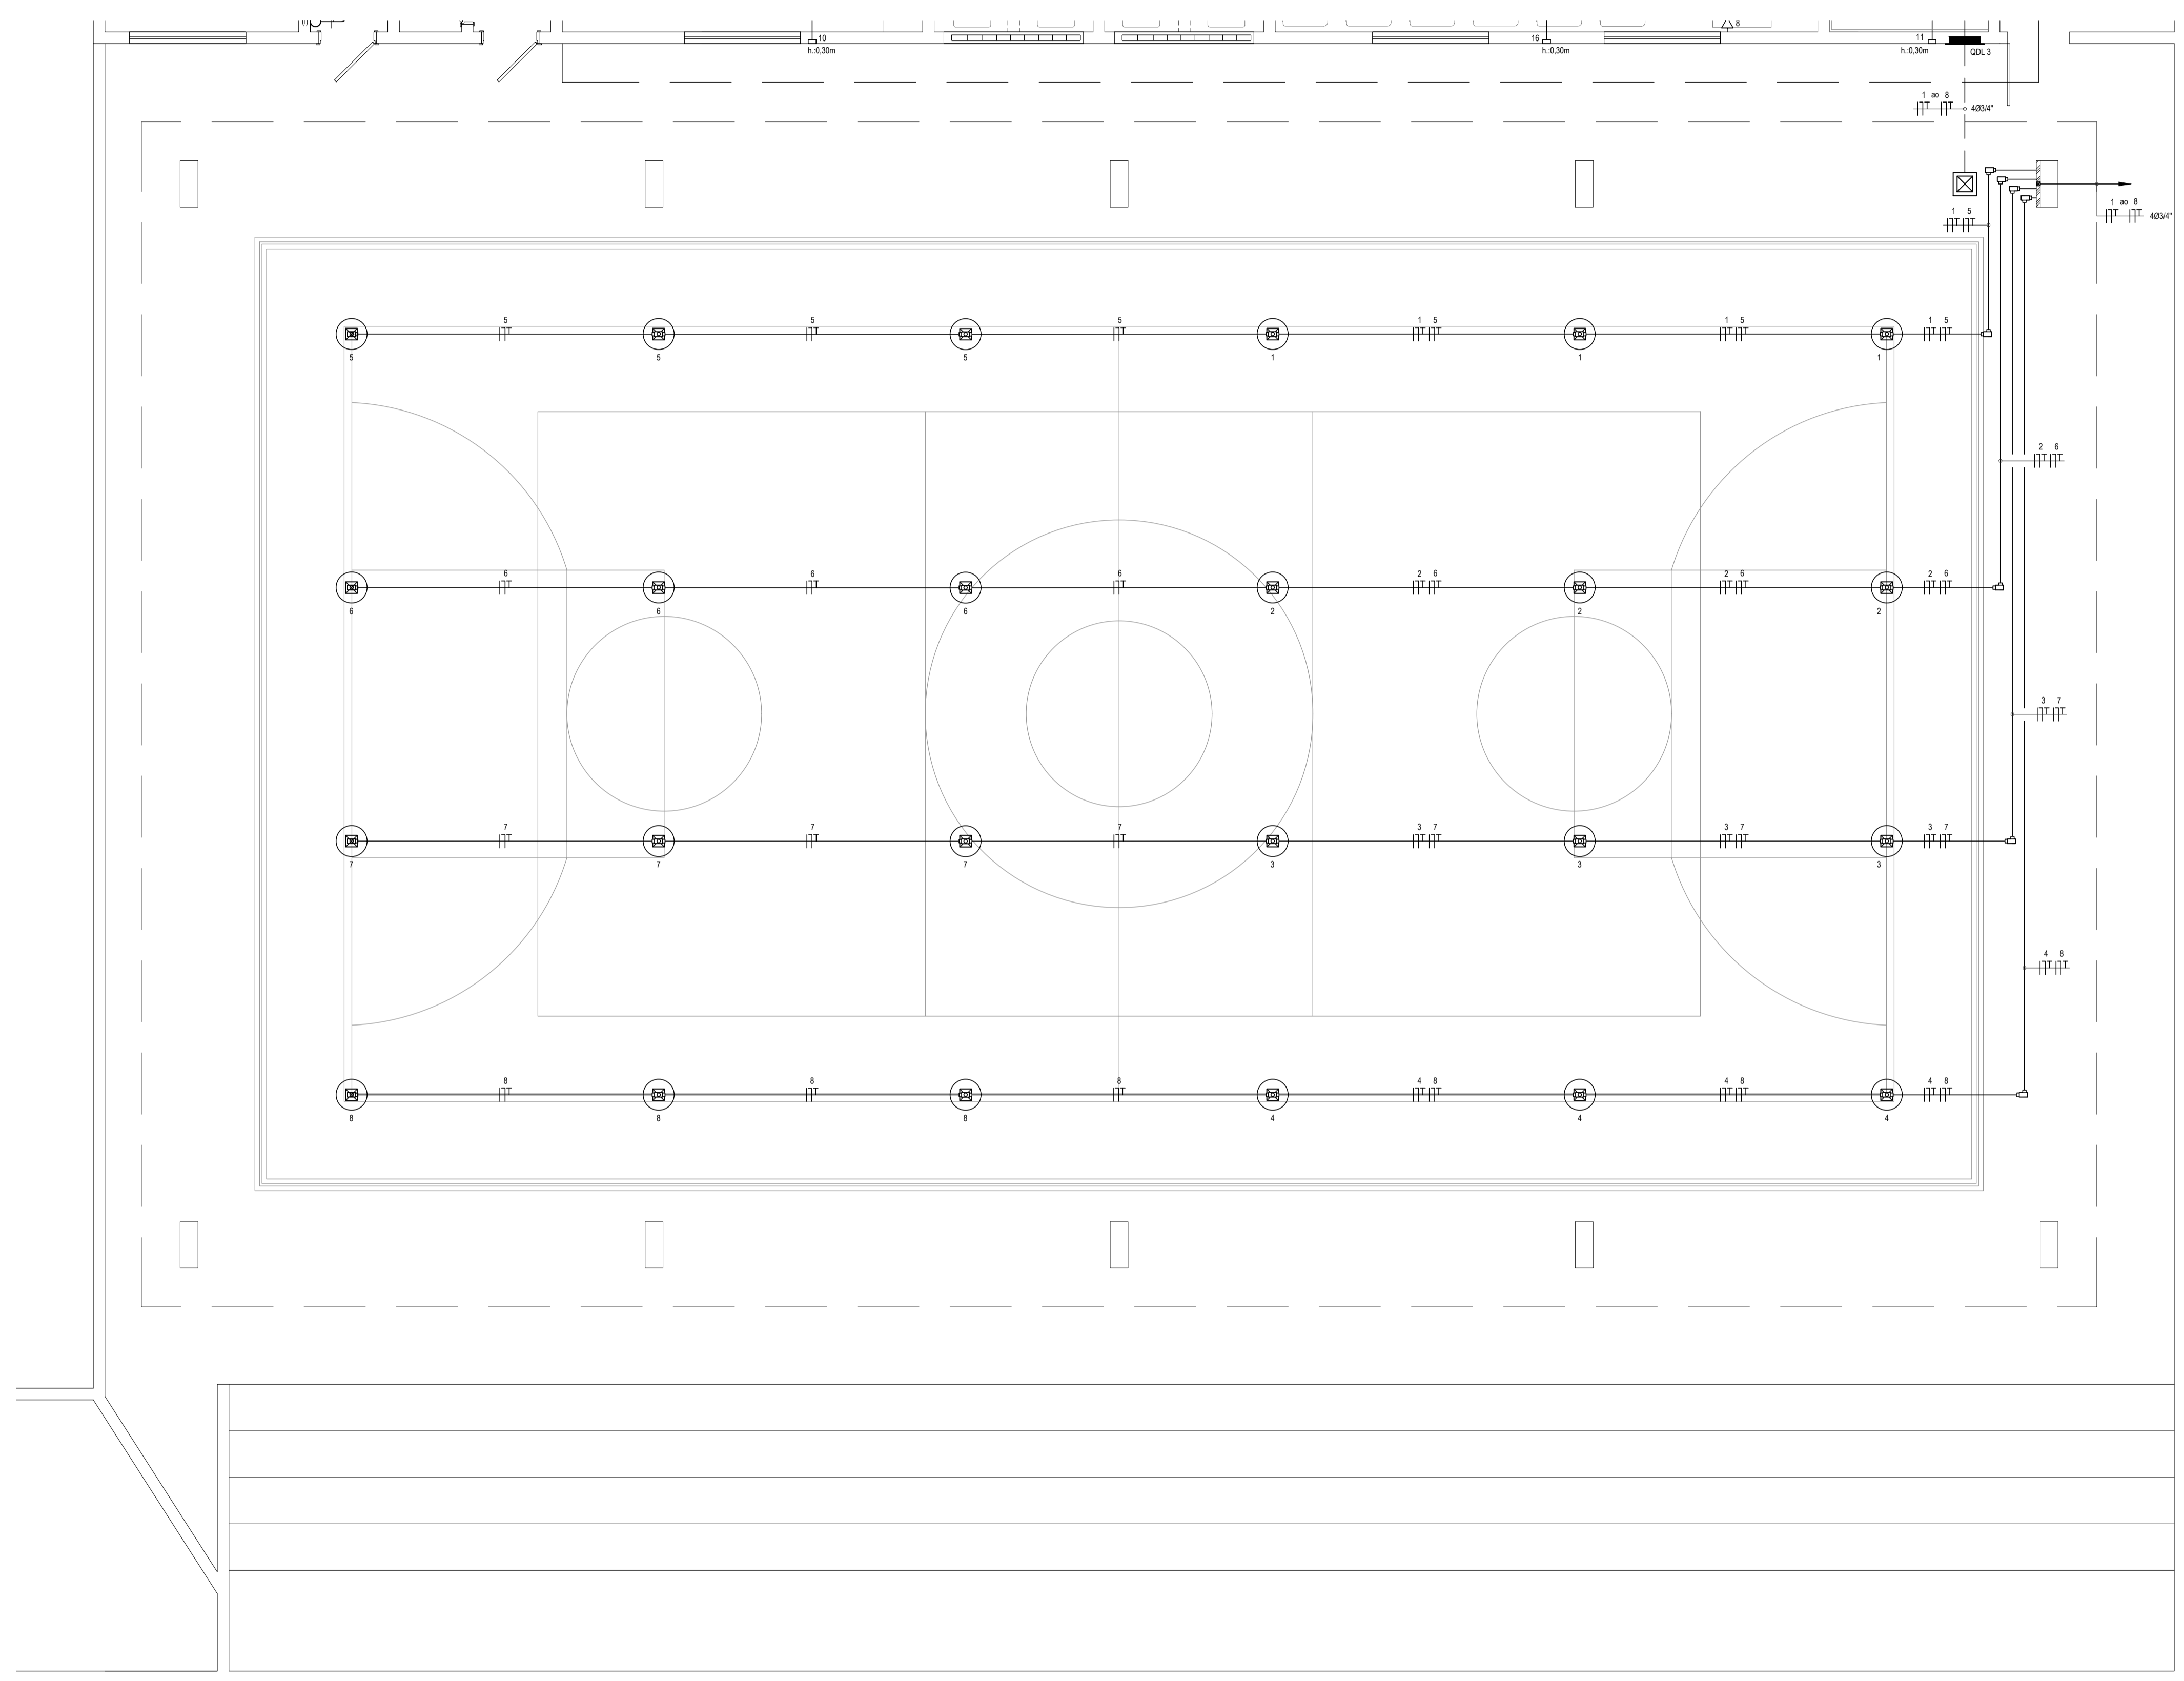 8
10
16
11
h.:0,30m
h.:0,30m
h.:0,30m
QDL 3
1 ao 8
4Ø3/4"
1 ao 8
4Ø3/4"
1 5
5 5 5 1 5 1 5 1 5
5 5 5 1 1 1
2 6
6 6 6 2 6 2 6 2 6
6 6 6 2 2 2
3 7
7 7 7 3 7 3 7 3 7
7 7 7 3 3 3
4 8
8 8 8 4 8 4 8 4 8
8 8 8 4 4 4